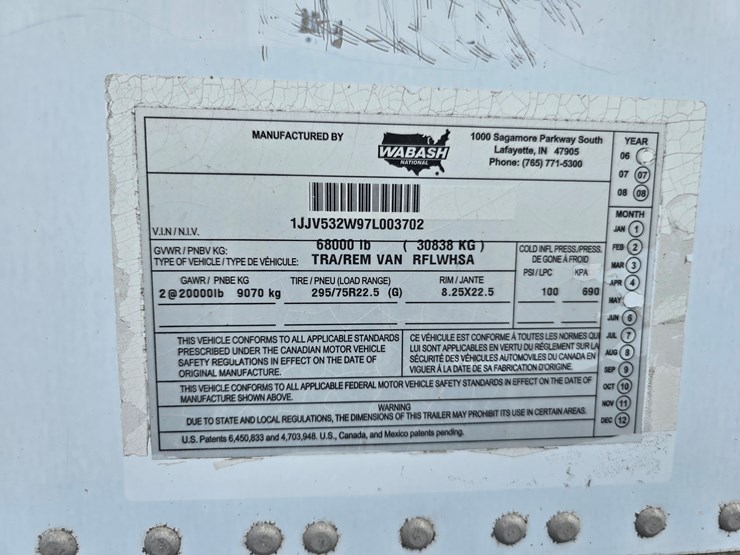 MANUFACTURED BY
WABASH
NATIONAL
1000 Sagamore Parkway South
Lafayette, IN 47905
Phone: (765) 771-5300
1JJV532W97L003702
V.I.N / N.I.V.
GVWR / PNBV KG: 68000 lb ( 30838 KG )
TYPE OF VEHICLE / TYPE DE VÉHICULE: TRA/REM VAN RFLWHSA
COLD INFL PRESS./PRESS.
DE GONE À FROID
PSI / LPC KPA
GAWR / PNBE KG TIRE / PNEU (LOAD RANGE) RIM / JANTE
2@20000lb 9070 kg 295/75R22.5 (G) 8.25X22.5 100 690
THIS VEHICLE CONFORMS TO ALL APPLICABLE STANDARDS
PRESCRIBED UNDER THE CANADIAN MOTOR VEHICLE
SAFETY REGULATIONS IN EFFECT ON THE DATE OF
ORIGINAL MANUFACTURE.
CE VÉHICULE EST CONFORME À TOUTES LES NORMES QUI
LUI SONT APPLICABLES EN VERTU DU RÈGLEMENT SUR LA
SÉCURITÉ DES VÉHICULES AUTOMOVILES DU CANADA EN
VIGUER À LA DATE DE SA FABRICATION D'ORIGINE.
THIS VEHICLE CONFORMS TO ALL APPLICABLE FEDERAL MOTOR VEHICLE SAFETY STANDARDS IN EFFECT ON THE DATE OF
MANUFACTURE SHOWN ABOVE.
WARNING
DUE TO STATE AND LOCAL REGULATIONS, THE DIMENSIONS OF THIS TRAILER MAY PROHIBIT ITS USE IN CERTAIN AREAS.
U.S. Patents 6,450,833 and 4,703,948. U.S., Canada, and Mexico patents pending.
YEAR
06
07 07
08 08
MONTH
JAN 1
FEB 2
MAR 3
APR 4
MAY
JUN 6
JUL 7
AUG 8
SEP 9
OCT 10
NOV 11
DEC 12